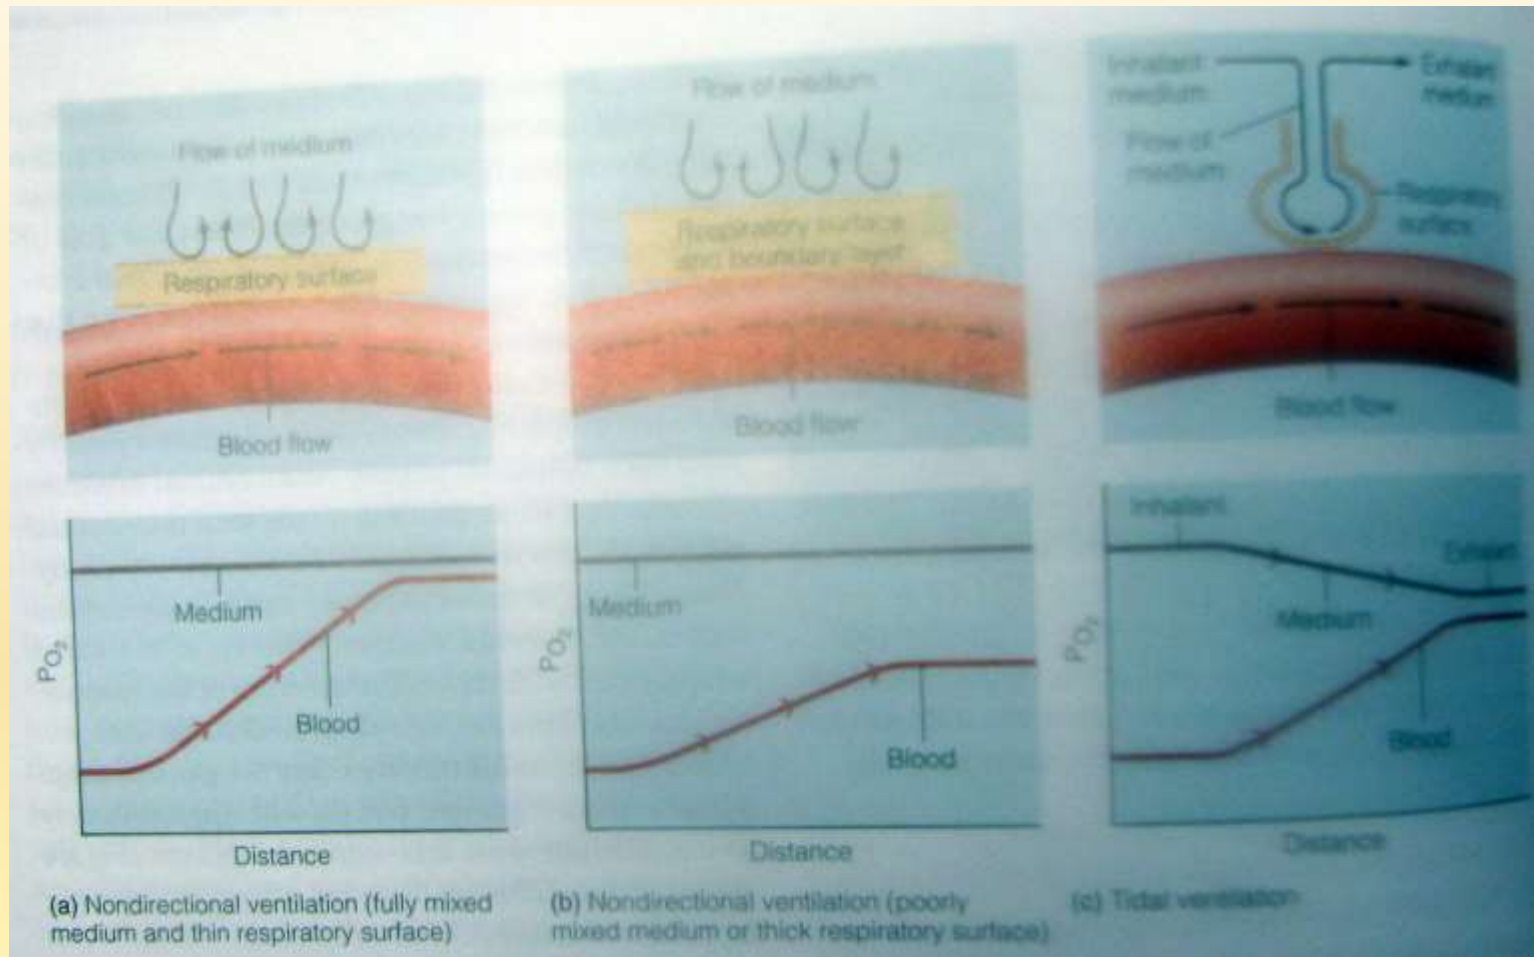 Flow of medium
Respiratory surface
Blood flow
Flow of medium
Respiratory surface
and boundary layer
Blood flow
Inhalant
medium
Exhalant
medium
Flow of
medium
Respiratory
surface
Blood flow
PO2
Medium
Blood
Distance
PO2
Medium
Blood
Distance
PO2
Inhalant
Exhalant
Medium
Blood
Distance
(a) Nondirectional ventilation (fully mixed
medium and thin respiratory surface)
(b) Nondirectional ventilation (poorly
mixed medium or thick respiratory surface)
(c) Tidal ventilation